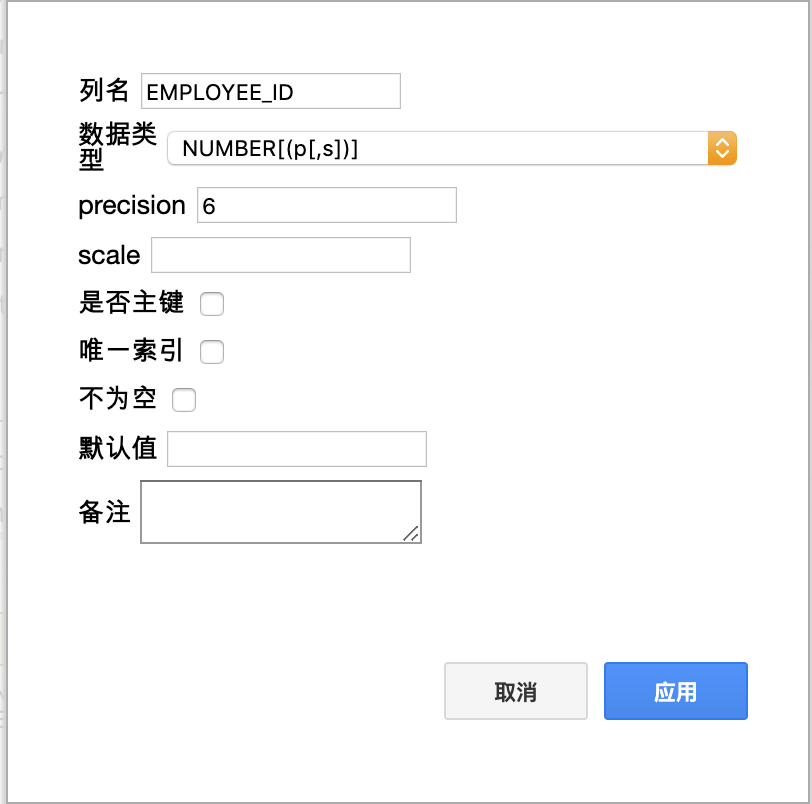 列名 EMPLOYEE_ID
数据类
型 NUMBER[(p[,s])]
precision 6
scale
是否主键
唯一索引
不为空
默认值
备注
取消 应用